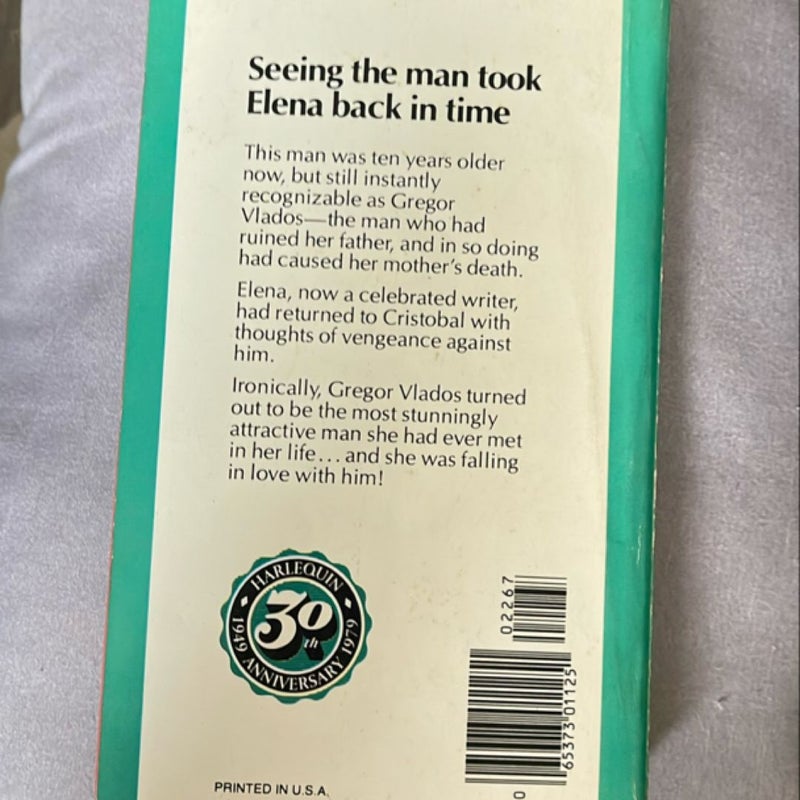 Seeing the man took
Elena back in time
This man was ten years older
now, but still instantly
recognizable as Gregor
Vlados—the man who had
ruined her father, and in so doing
had caused her mother's death.
Elena, now a celebrated writer,
had returned to Cristobal with
thoughts of vengeance against
him.
Ironically, Gregor Vlados turned
out to be the most stunningly
attractive man she had ever met
in her life...and she was falling
in love with him!
HARLEQUIN
30th
1949 ANNIVERSARY 1979
02267
65373 01125
0
PRINTED IN U.S.A.